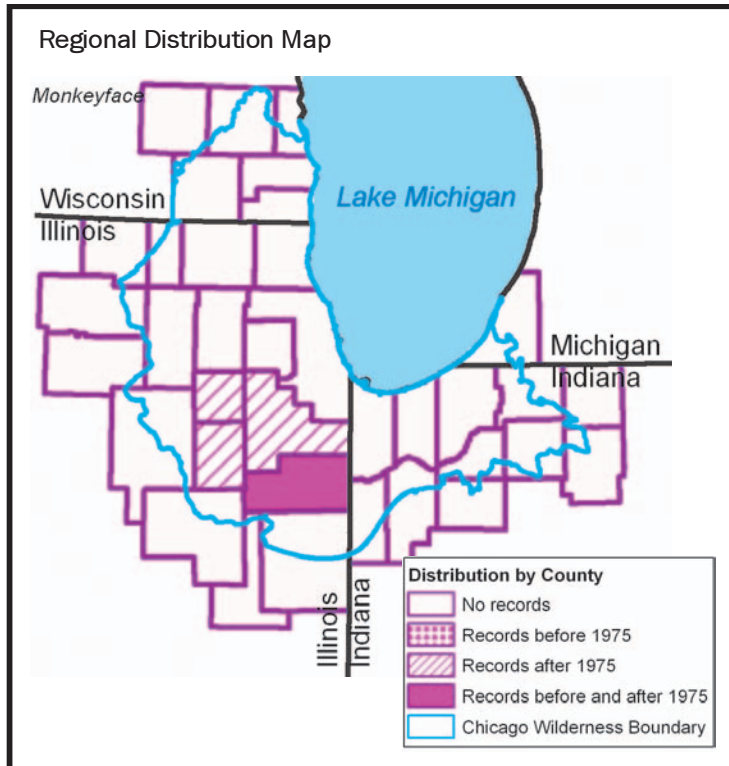 Regional Distribution Map
Monkeyface
Lake Michigan
Wisconsin
Illinois
Michigan
Indiana
Illinois
Indiana
Distribution by County
No records
Records before 1975
Records after 1975
Records before and after 1975
Chicago Wilderness Boundary